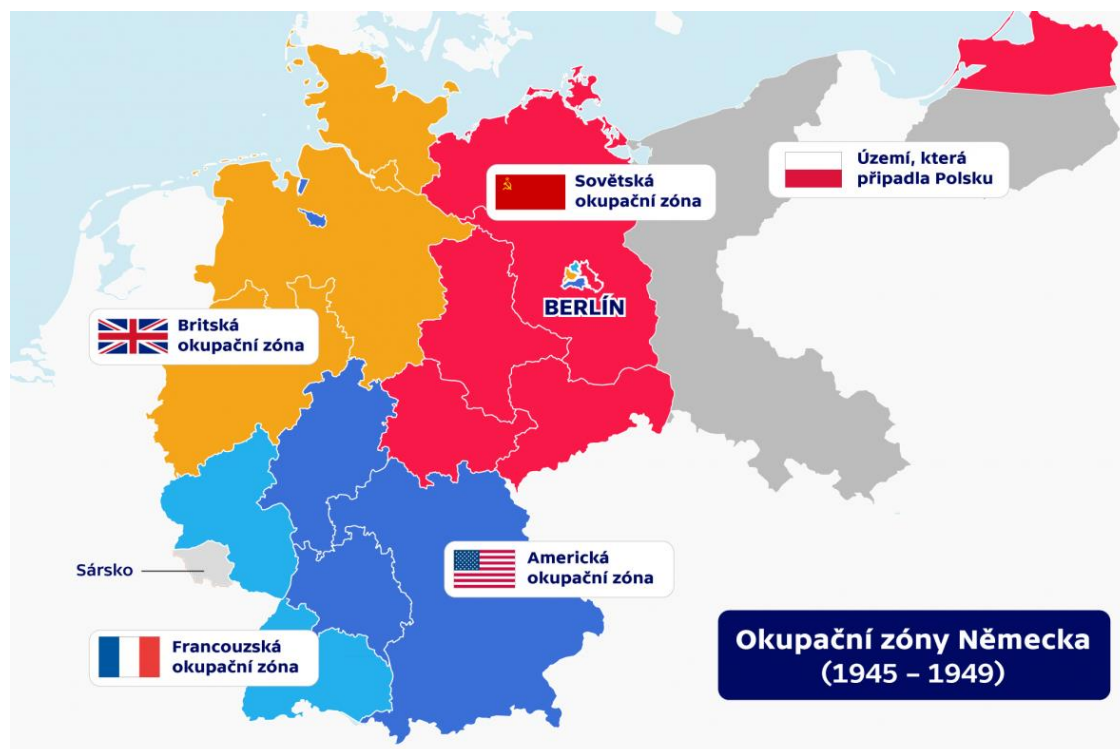 Sovětská
okupační zóna
Území, která
připadla Polsku
BERLÍN
Britská
okupační zóna
Americká
okupační zóna
Sársko
Francouzská
okupační zóna
Okupační zóny Německa
(1945 – 1949)